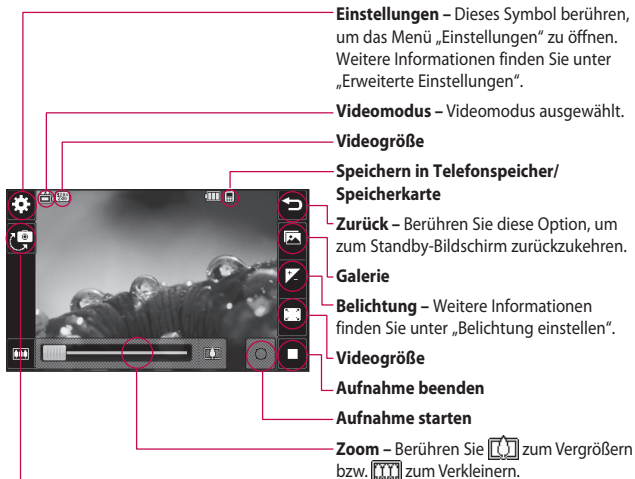 Einstellungen – Dieses Symbol berühren,
um das Menü „Einstellungen“ zu öffnen.
Weitere Informationen finden Sie unter
„Erweiterte Einstellungen“.
Videomodus – Videomodus ausgewählt.
Videogröße
Speichern in Telefonspeicher/
Speicherkarte
Zurück – Berühren Sie diese Option, um
zum Standby-Bildschirm zurückzukehren.
Galerie
Belichtung – Weitere Informationen
finden Sie unter „Belichtung einstellen“.
Videogröße
Aufnahme beenden
Aufnahme starten
Zoom – Berühren Sie zum Vergrößern
bzw. zum Verkleinern.